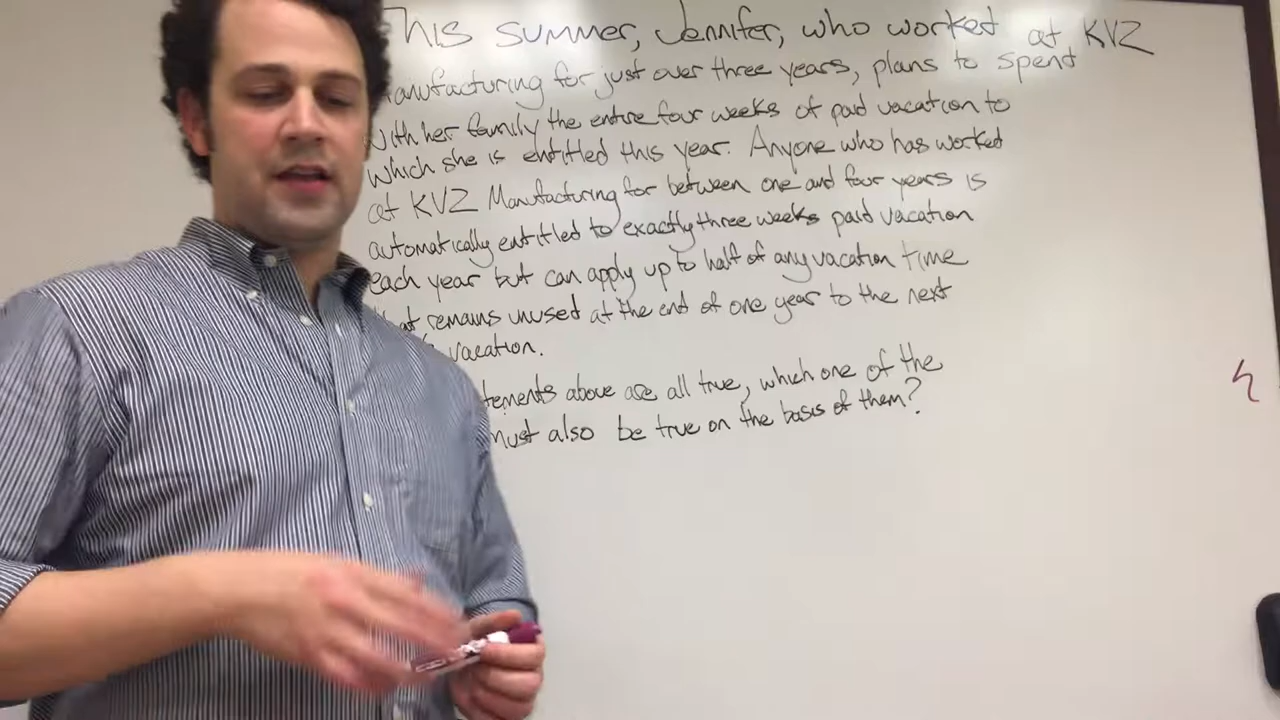 This summer, Jennifer, who worked at KVZ
Manufacturing for just over three years, plans to spend
with her family the entire four weeks of paid vacation to
which she is entitled this year. Anyone who has worked
at KVZ Manufacturing for between one and four years is
automatically entitled to exactly three weeks paid vacation
each year but can apply up to half of any vacation time
that remains unused at the end of one year to the next
vacation.
tements above are all true, which one of the
must also be true on the basis of them?